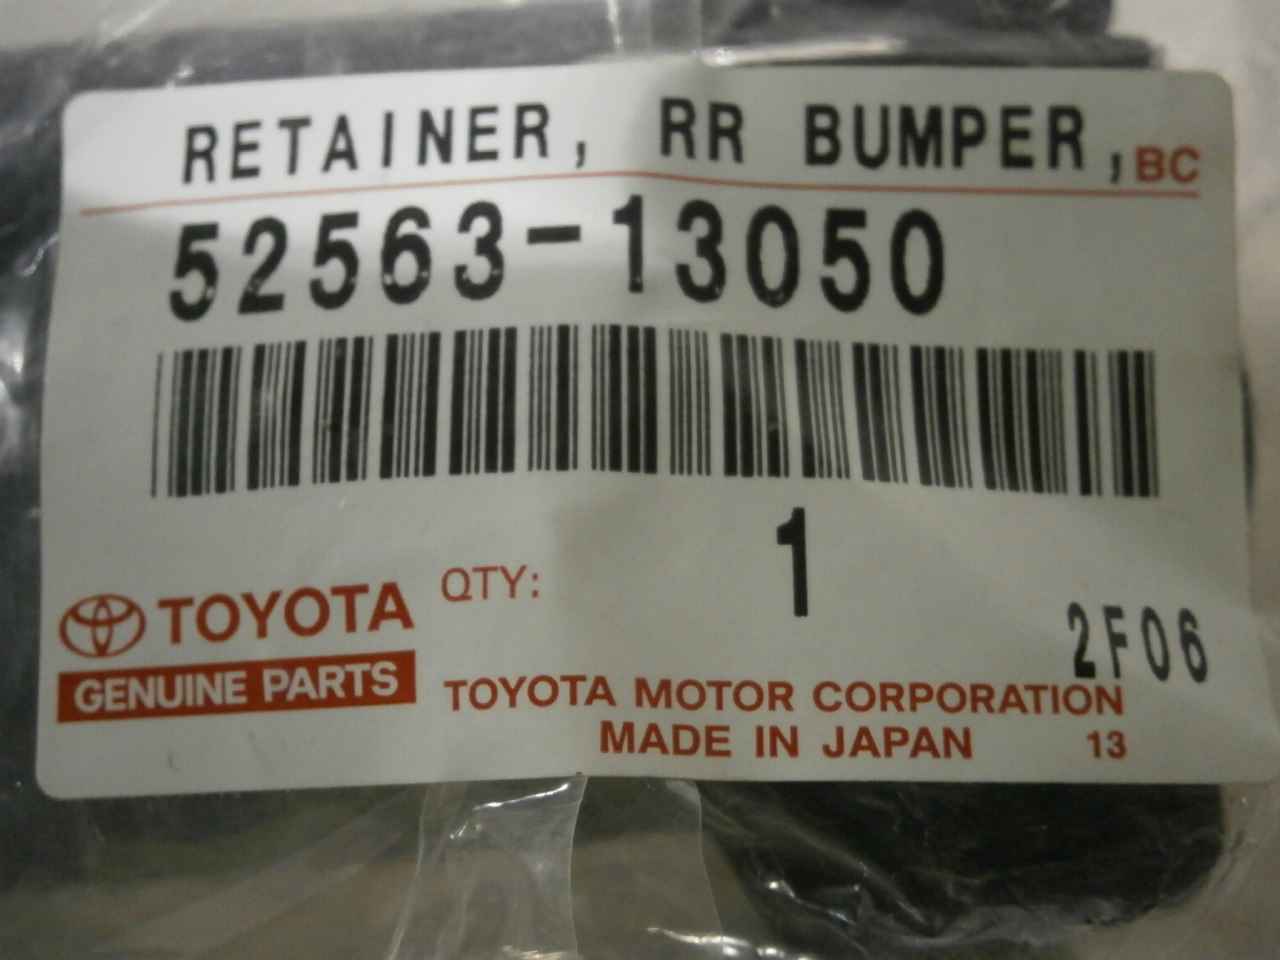 RETAINER, RR BUMPER, BC
52563-13050
1
QTY:
2F06
TOYOTA
GENUINE PARTS
TOYOTA MOTOR CORPORATION
MADE IN JAPAN 13